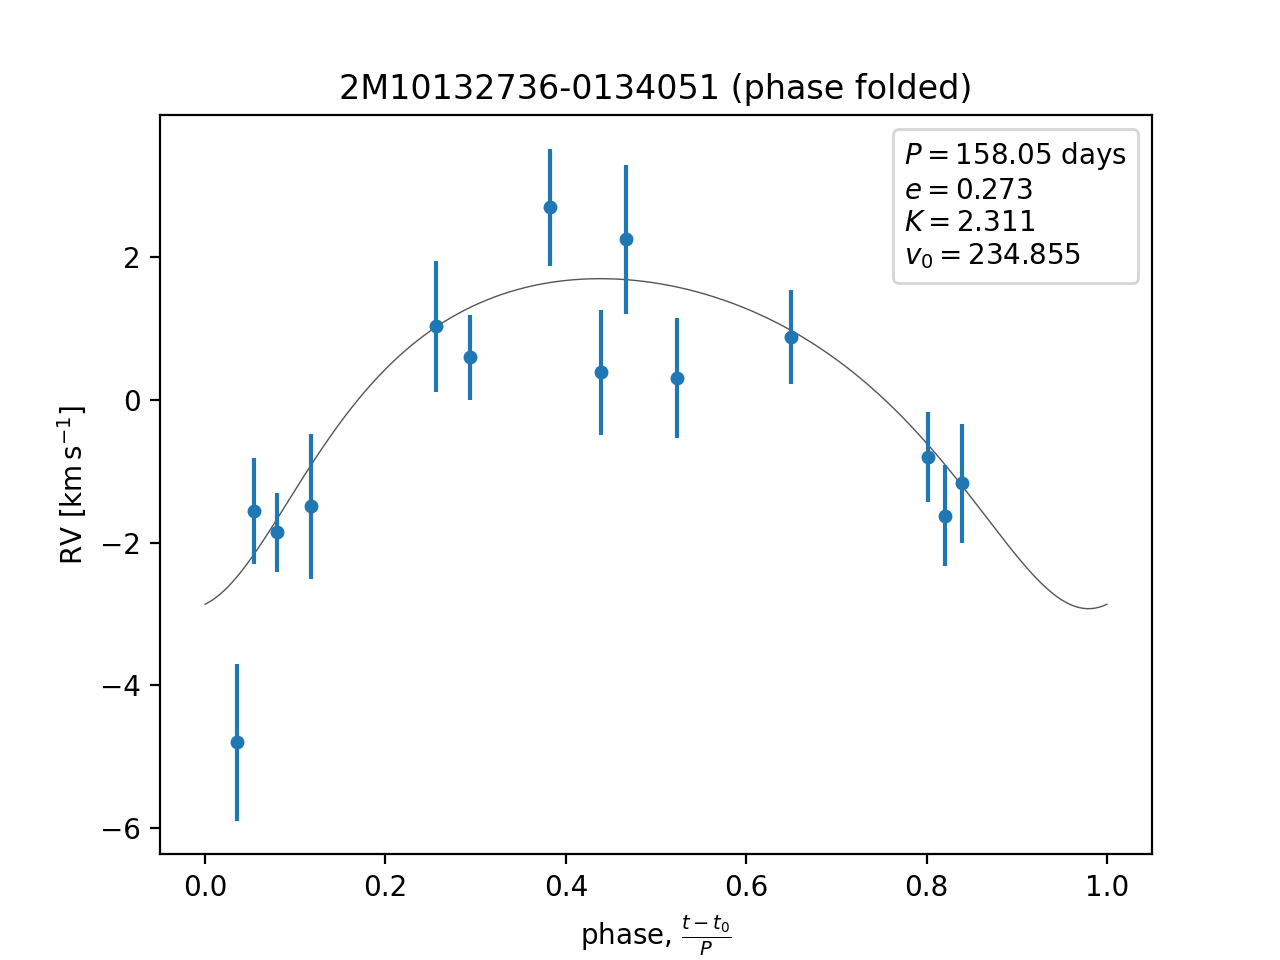 2M10132736-0134051 (phase folded)
P = 158.05 days
e = 0.273
K = 2.311
v₀ = 234.855
RV [km s⁻¹]
2
0
−2
−4
−6
0.0 0.2 0.4 0.6 0.8 1.0
phase, (t − t₀)/P